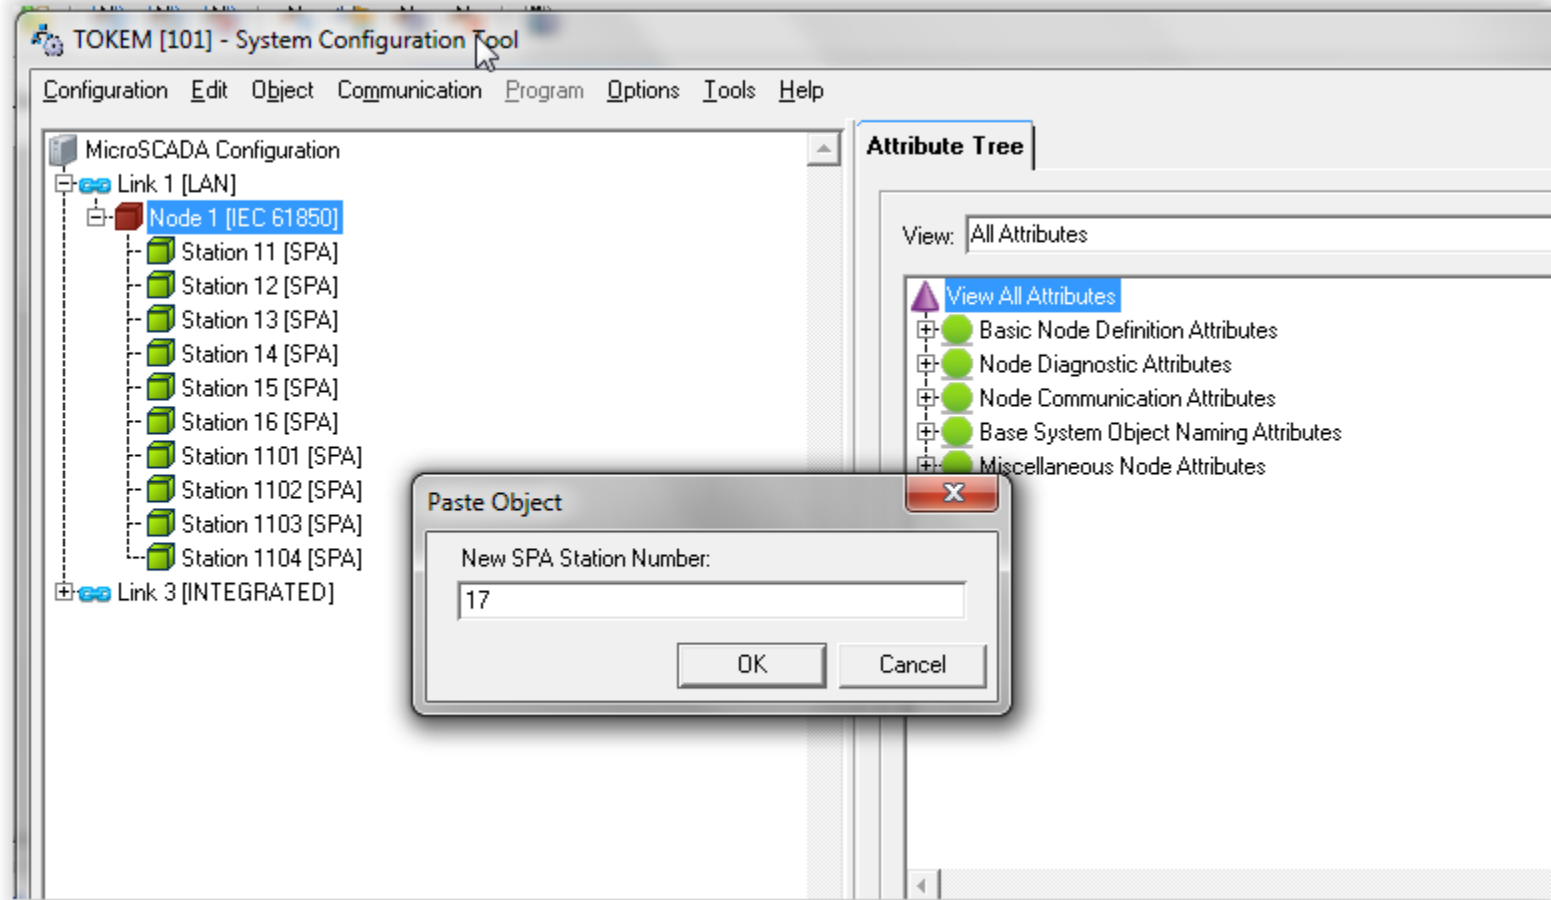 TOKEM [101] - System Configuration Tool
Configuration Edit Object Communication Program Options Tools Help
MicroSCADA Configuration
Link 1 [LAN]
Node 1 [IEC 61850]
Station 11 [SPA]
Station 12 [SPA]
Station 13 [SPA]
Station 14 [SPA]
Station 15 [SPA]
Station 16 [SPA]
Station 1101 [SPA]
Station 1102 [SPA]
Station 1103 [SPA]
Station 1104 [SPA]
Link 3 [INTEGRATED]
Attribute Tree
View: All Attributes
View All Attributes
Basic Node Definition Attributes
Node Diagnostic Attributes
Node Communication Attributes
Base System Object Naming Attributes
Miscellaneous Node Attributes
Paste Object
New SPA Station Number:
17
OK Cancel